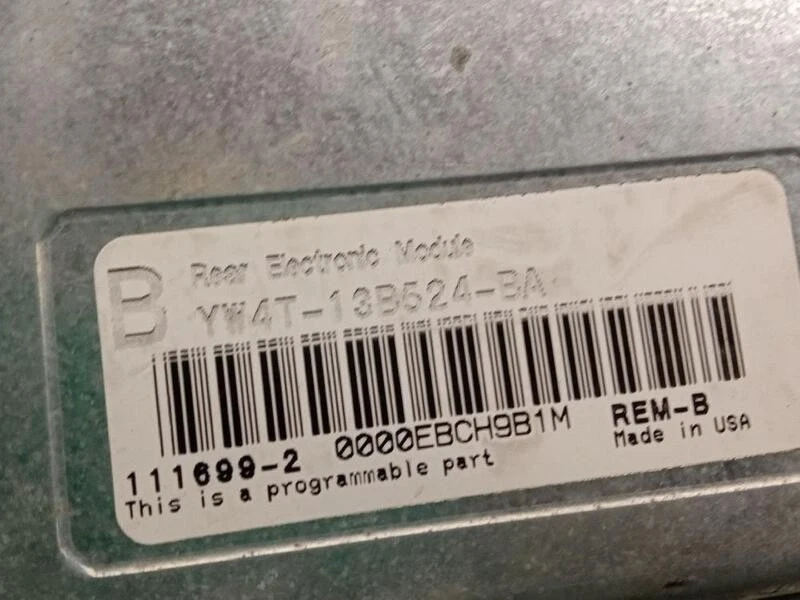 B
Rear Electronic Module
YW4T-13B524-BA
111699-2 0000EBCH9B1M REM-B
This is a programmable part Made in USA